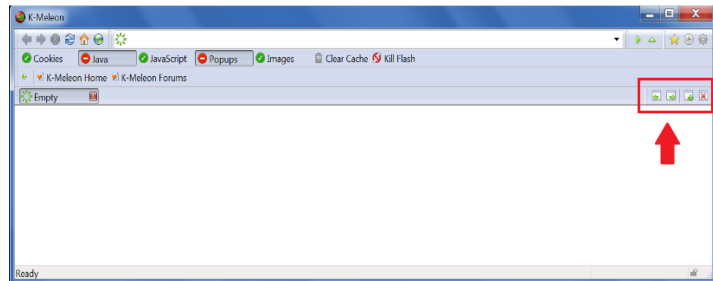 K-Meleon
Cookies Java JavaScript Popups Images Clear Cache Kill Flash
K-Meleon Home K-Meleon Forums
Empty
Ready